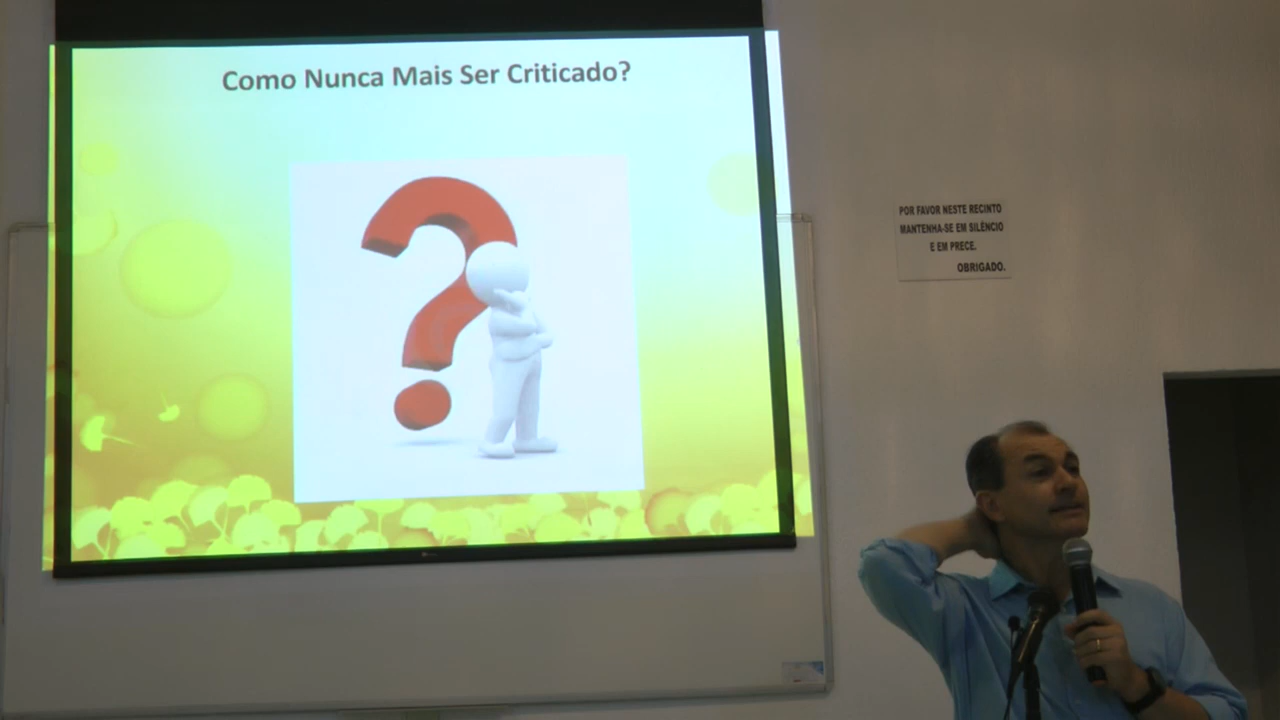 Como Nunca Mais Ser Criticado?
POR FAVOR NESTE RECINTO
MANTENHA-SE EM SILÊNCIO
E EM PRECE.
OBRIGADO.